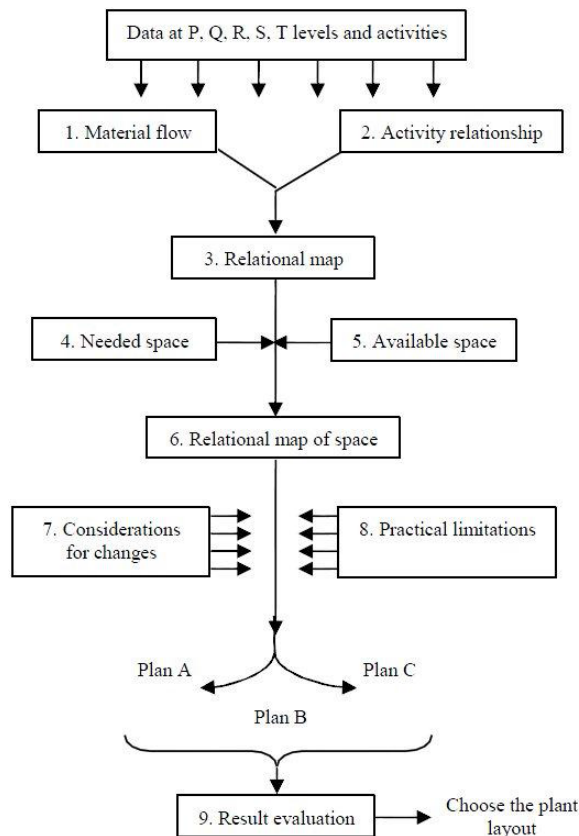 Data at P, Q, R, S, T levels and activities
1. Material flow
2. Activity relationship
3. Relational map
4. Needed space
5. Available space
6. Relational map of space
7. Considerations
for changes
8. Practical limitations
Plan A
Plan C
Plan B
9. Result evaluation
Choose the plant
layout